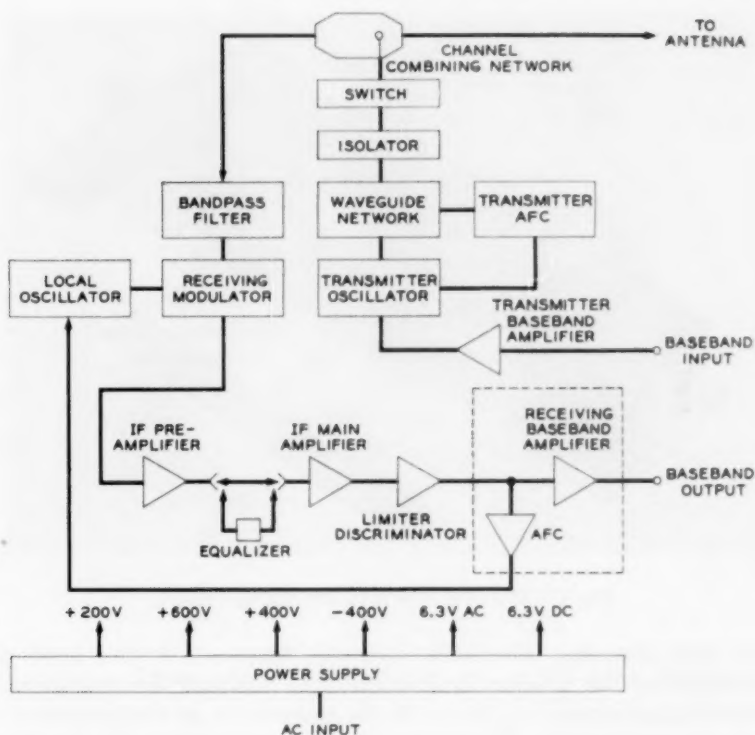 TO
ANTENNA
CHANNEL
COMBINING NETWORK
SWITCH
ISOLATOR
BANDPASS
FILTER
WAVEGUIDE
NETWORK
TRANSMITTER
AFC
LOCAL
OSCILLATOR
RECEIVING
MODULATOR
TRANSMITTER
OSCILLATOR
TRANSMITTER
BASEBAND
AMPLIFIER
BASEBAND
INPUT
IF PRE-
AMPLIFIER
IF MAIN
AMPLIFIER
RECEIVING
BASEBAND
AMPLIFIER
BASEBAND
OUTPUT
EQUALIZER
LIMITER
DISCRIMINATOR
AFC
+200V +600V +400V -400V 6.3V AC 6.3V DC
POWER SUPPLY
AC INPUT